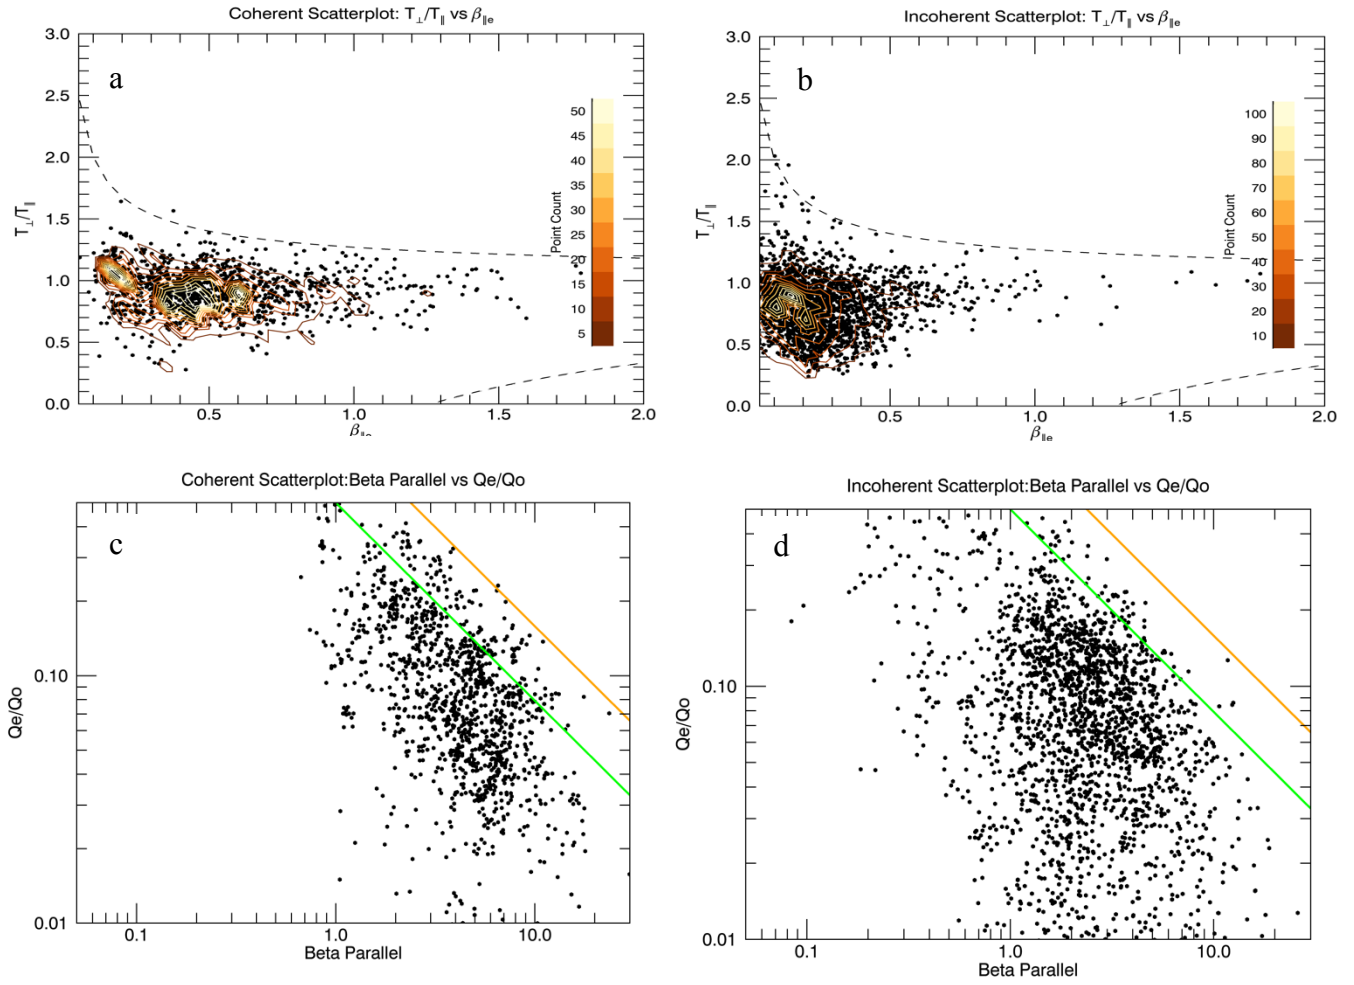 Coherent Scatterplot: T⊥/T∥ vs β∥e
a
3.0
2.5
2.0
1.5
1.0
0.5
0.0
T⊥/T∥
0.5
1.0
1.5
2.0
β∥e
50
45
40
35
30
25
20
15
10
5
Point Count
Incoherent Scatterplot: T⊥/T∥ vs β∥e
b
3.0
2.5
2.0
1.5
1.0
0.5
0.0
T⊥/T∥
0.5
1.0
1.5
2.0
β∥e
100
90
80
70
60
50
40
30
20
10
Point Count
Coherent Scatterplot:Beta Parallel vs Qe/Qo
c
0.10
0.01
Qe/Qo
0.1
1.0
10.0
Beta Parallel
Incoherent Scatterplot:Beta Parallel vs Qe/Qo
d
0.10
0.01
Qe/Qo
0.1
1.0
10.0
Beta Parallel